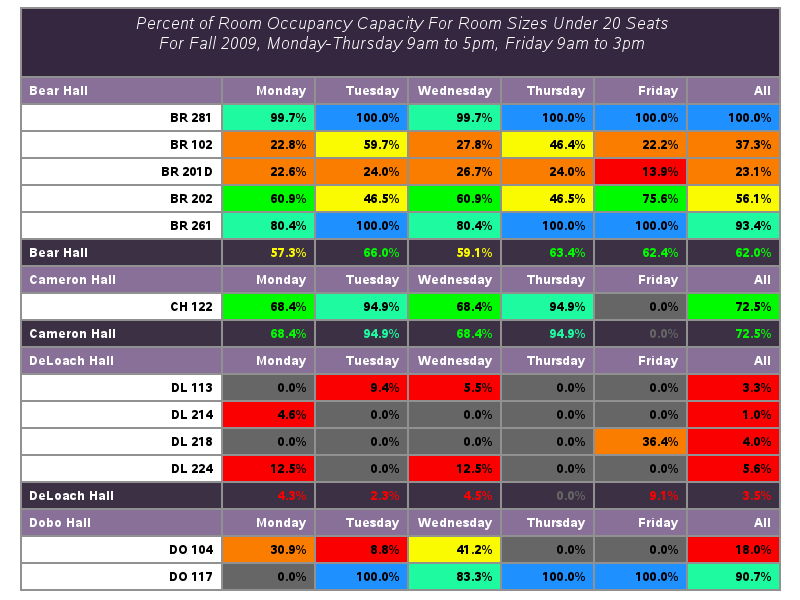 Percent of Room Occupancy Capacity For Room Sizes Under 20 Seats
For Fall 2009, Monday-Thursday 9am to 5pm, Friday 9am to 3pm
Bear Hall Monday Tuesday Wednesday Thursday Friday All
BR 281 99.7% 100.0% 99.7% 100.0% 100.0% 100.0%
BR 102 22.8% 59.7% 27.8% 46.4% 22.2% 37.3%
BR 201D 22.6% 24.0% 26.7% 24.0% 13.9% 23.1%
BR 202 60.9% 46.5% 60.9% 46.5% 75.6% 56.1%
BR 261 80.4% 100.0% 80.4% 100.0% 100.0% 93.4%
Bear Hall 57.3% 66.0% 59.1% 63.4% 62.4% 62.0%
Cameron Hall Monday Tuesday Wednesday Thursday Friday All
CH 122 68.4% 94.9% 68.4% 94.9% 0.0% 72.5%
Cameron Hall 68.4% 94.9% 68.4% 94.9% 0.0% 72.5%
DeLoach Hall Monday Tuesday Wednesday Thursday Friday All
DL 113 0.0% 9.4% 5.5% 0.0% 0.0% 3.3%
DL 214 4.6% 0.0% 0.0% 0.0% 0.0% 1.0%
DL 218 0.0% 0.0% 0.0% 0.0% 36.4% 4.0%
DL 224 12.5% 0.0% 12.5% 0.0% 0.0% 5.6%
DeLoach Hall 4.3% 2.3% 4.5% 0.0% 9.1% 3.5%
Dobo Hall Monday Tuesday Wednesday Thursday Friday All
DO 104 30.9% 8.8% 41.2% 0.0% 0.0% 18.0%
DO 117 0.0% 100.0% 83.3% 100.0% 100.0% 90.7%